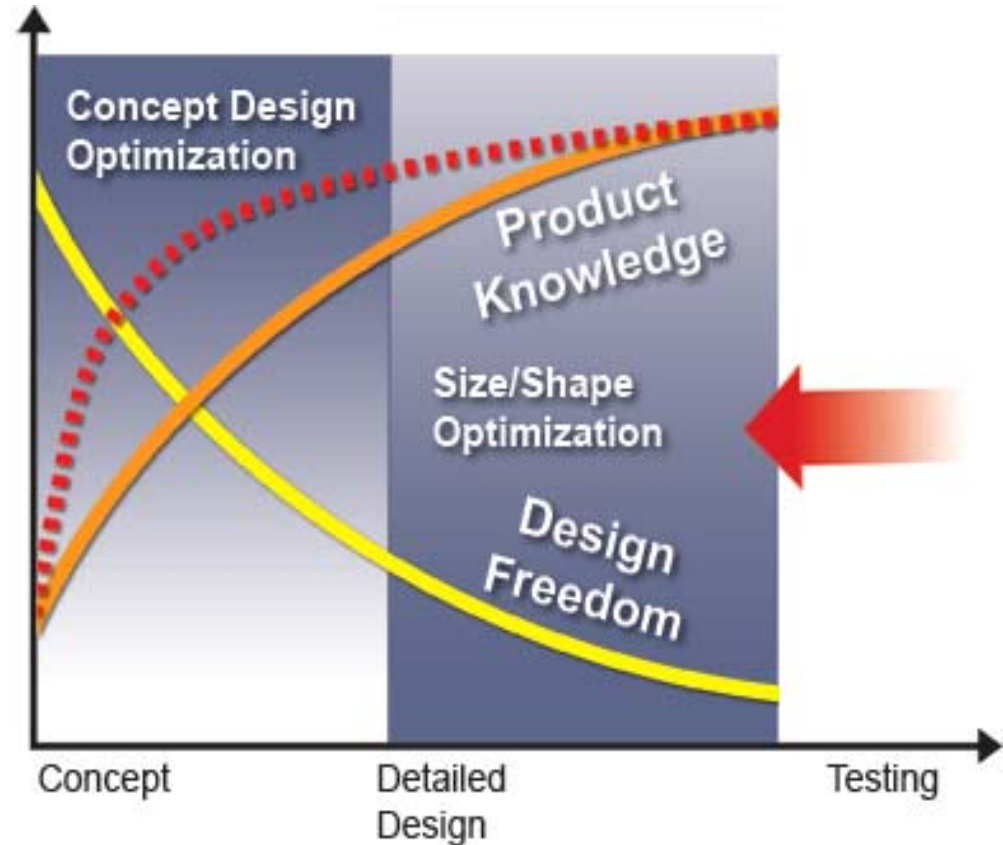 Concept Design
Optimization
Product
Knowledge
Size/Shape
Optimization
Design
Freedom
Concept
Detailed
Design
Testing